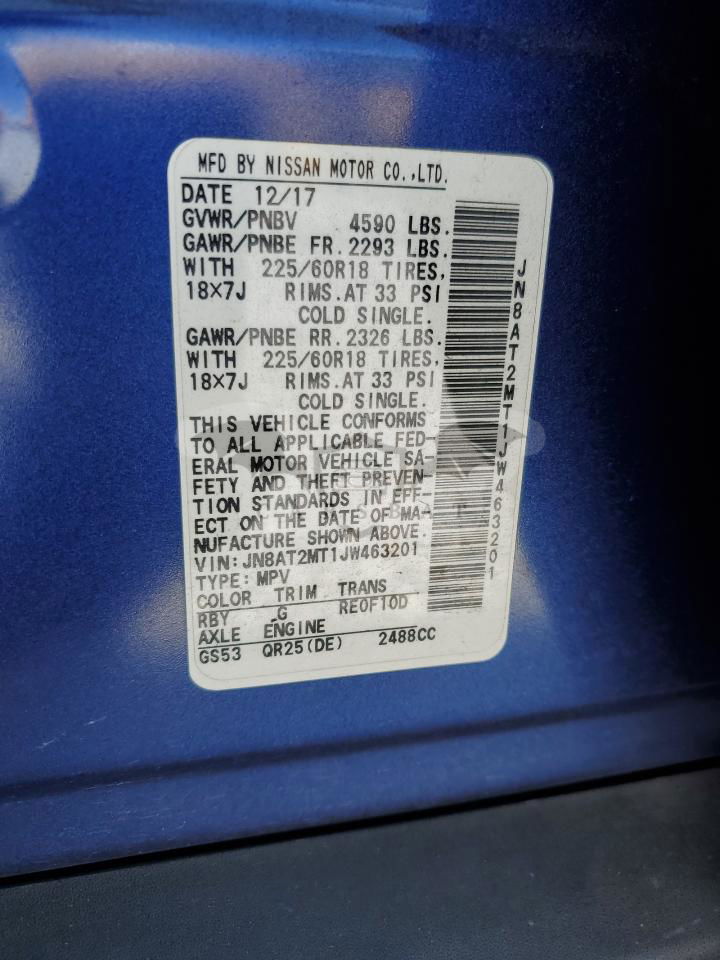 MFD BY NISSAN MOTOR CO.,LTD.
DATE 12/17
GVWR/PNBV 4590 LBS.
GAWR/PNBE FR. 2293 LBS.
WITH 225/60R18 TIRES,
18×7J RIMS.AT 33 PSI
COLD SINGLE.
GAWR/PNBE RR. 2326 LBS.
WITH 225/60R18 TIRES,
18×7J RIMS.AT 33 PSI
COLD SINGLE.
THIS VEHICLE CONFORMS
TO ALL APPLICABLE FED-
ERAL MOTOR VEHICLE SA-
FETY AND THEFT PREVEN-
TION STANDARDS IN EFF-
ECT ON THE DATE OF MA-
NUFACTURE SHOWN ABOVE.
VIN:JN8AT2MT1JW463201
TYPE:MPV
COLOR TRIM TRANS
RBY -G RE0F10D
AXLE ENGINE
GS53 QR25(DE) 2488CC
JN8AT2MT1JW463201